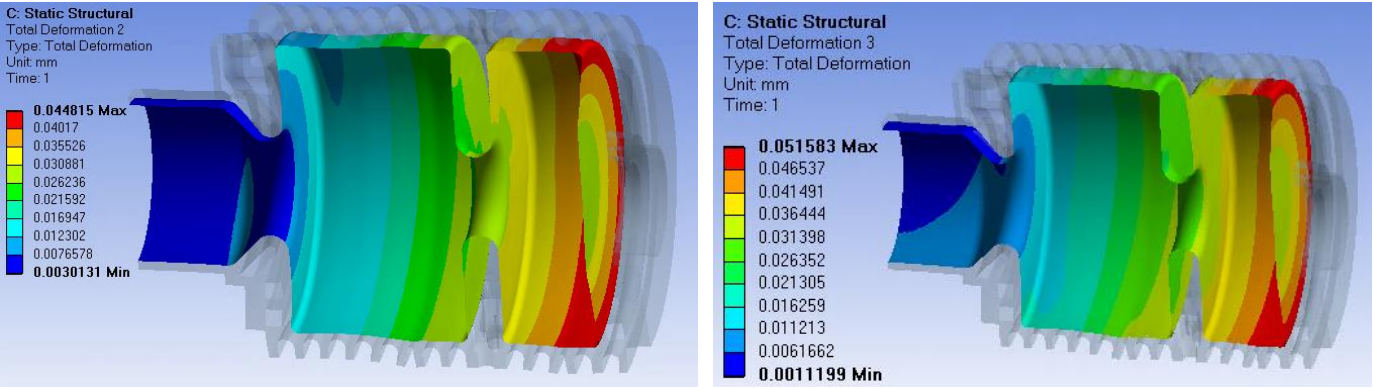 C: Static Structural
Total Deformation 2
Type: Total Deformation
Unit: mm
Time: 1
0.044815 Max
0.04017
0.035526
0.030881
0.026236
0.021592
0.016947
0.012302
0.0076578
0.0030131 Min
C: Static Structural
Total Deformation 3
Type: Total Deformation
Unit: mm
Time: 1
0.051583 Max
0.046537
0.041491
0.036444
0.031398
0.026352
0.021305
0.016259
0.011213
0.0061662
0.0011199 Min